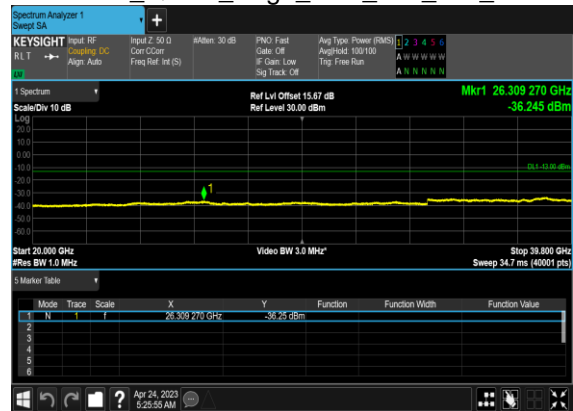 Spectrum Analyzer 1
Swept SA
KEYSIGHT Input: RF Input Z: 50 Ω #Atten: 30 dB PNO: Fast Avg Type: Power (RMS) 1 2 3 4 5 6
RLT Coupling: DC Corr CCorr Gate: Off Avg|Hold: 100/100 A W W W W W
Align: Auto Freq Ref: Int (S) IF Gain: Low Trig: Free Run
LXI Sig Track: Off A N N N N N
1 Spectrum Ref Lvl Offset 15.67 dB Mkr1 26.309 270 GHz
Scale/Div 10 dB Ref Level 30.00 dBm -36.245 dBm
Log
20.0
10.0
0.00
-10.0 DL1 -13.00 dBm
-20.0
-30.0 1
-40.0
-50.0
-60.0
Start 20.000 GHz Video BW 3.0 MHz* Stop 39.800 GHz
#Res BW 1.0 MHz Sweep 34.7 ms (40001 pts)
5 Marker Table
Mode Trace Scale X Y Function Function Width Function Value
1 N 1 f 26.309 270 GHz -36.25 dBm
2
3
4
5
6
? Apr 24, 2023
5:25:55 AM